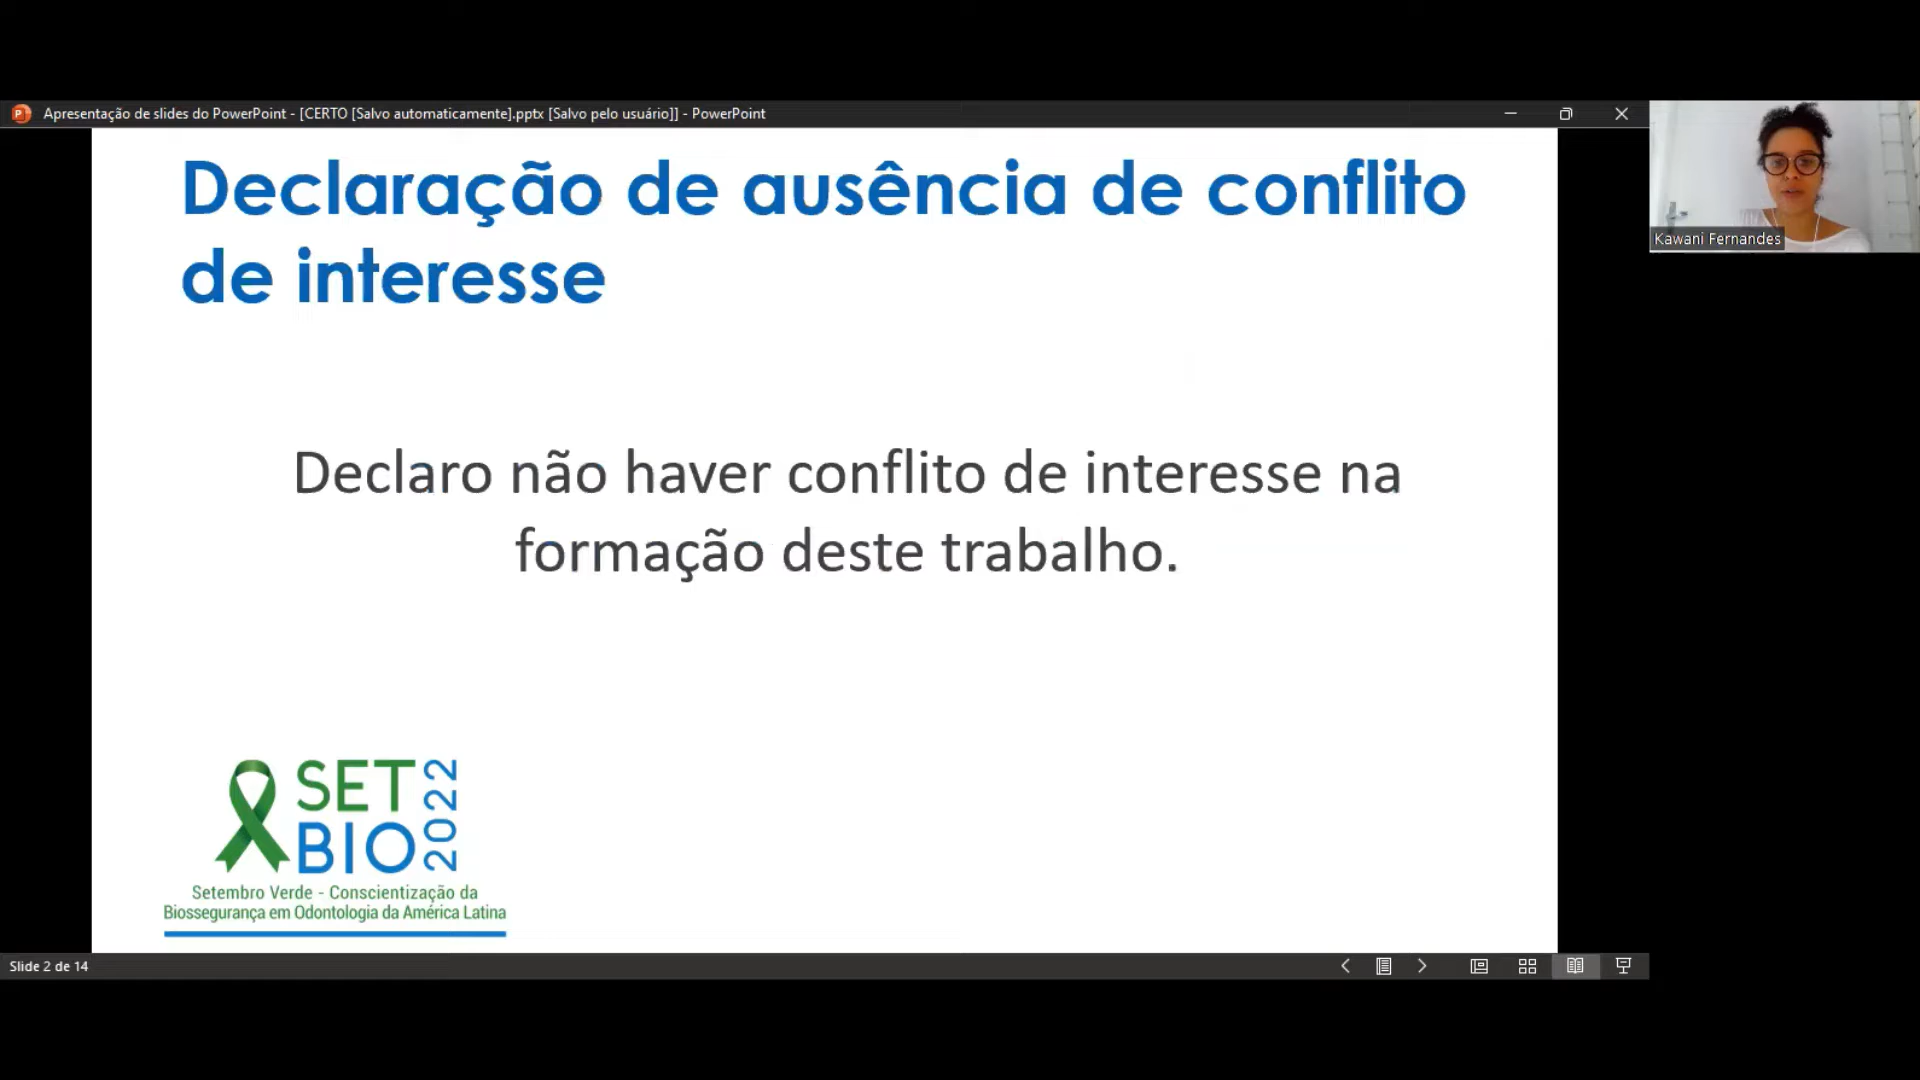 Apresentação de slides do PowerPoint - [CERTO [Salvo automaticamente].pptx [Salvo pelo usuário]] - PowerPoint
Declaração de ausência de conflito
de interesse
Kawani Fernandes
Declaro não haver conflito de interesse na
formação deste trabalho.
SET
BIO
2022
Setembro Verde - Conscientização da
Biossegurança em Odontologia da América Latina
Slide 2 de 14